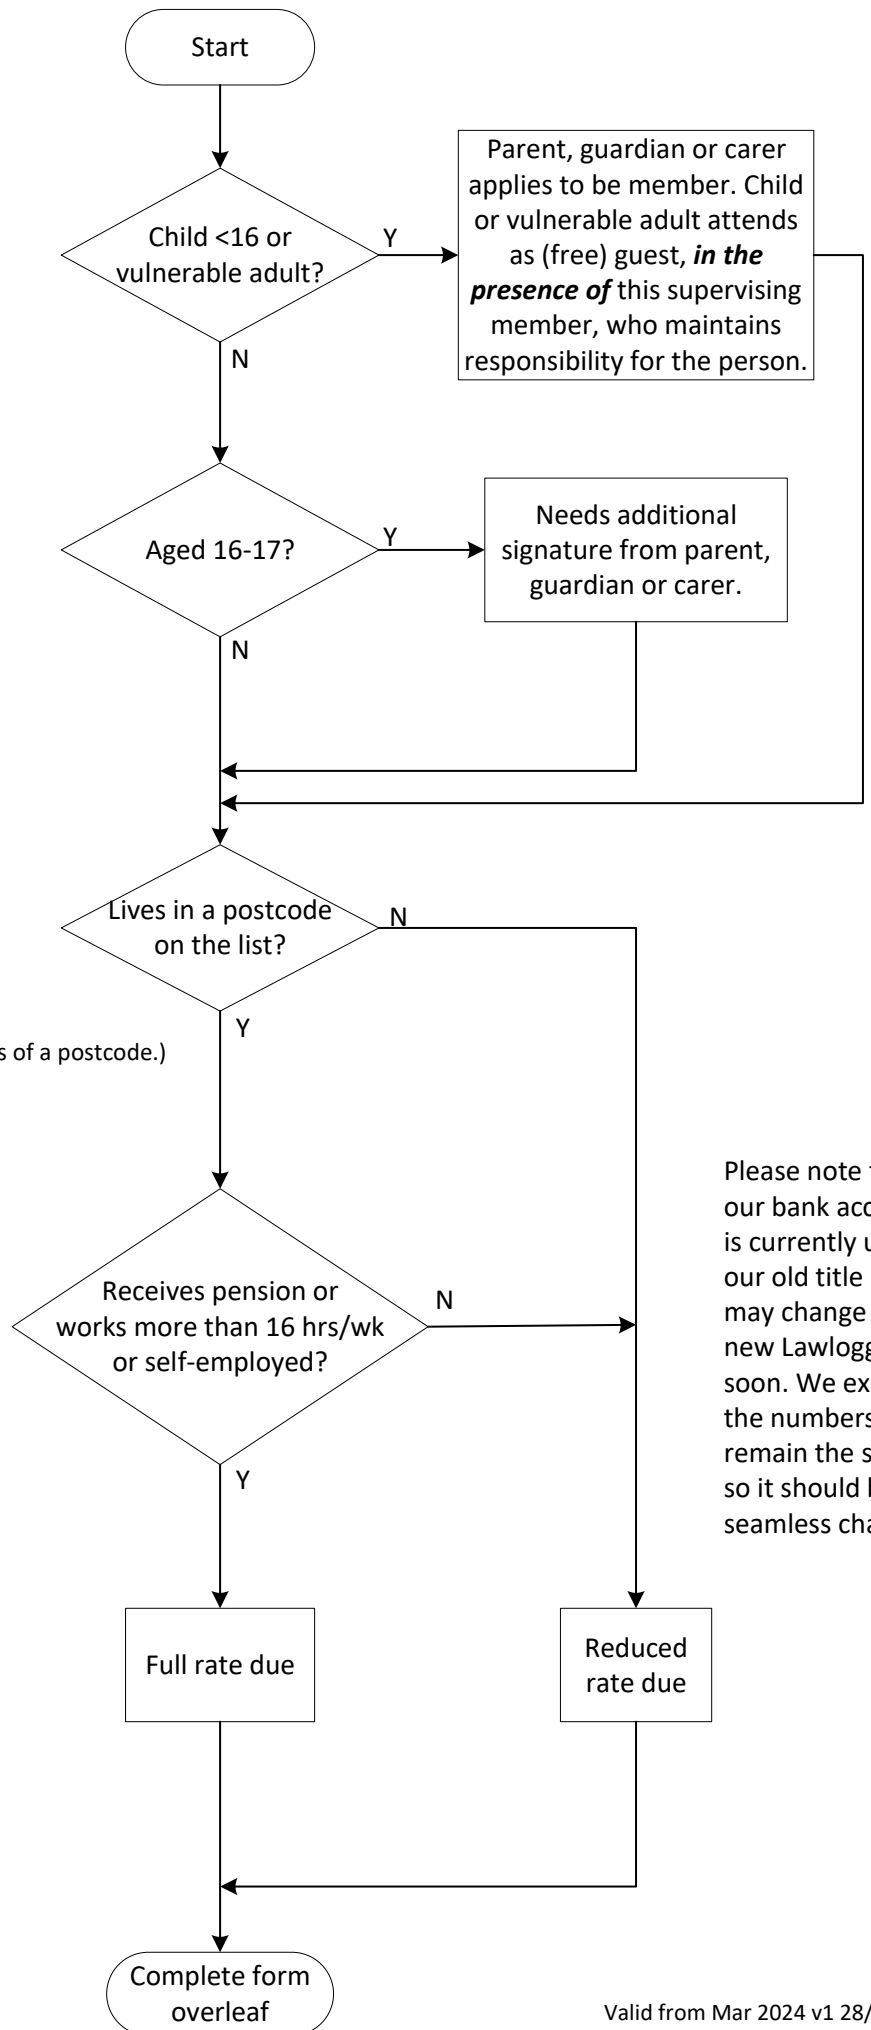 Start
Child <16 or
vulnerable adult?
Y
Parent, guardian or carer
applies to be member. Child
or vulnerable adult attends
as (free) guest, in the
presence of this supervising
member, who maintains
responsibility for the person.
N
Aged 16-17?
Y
Needs additional
signature from parent,
guardian or carer.
N
Lives in a postcode
on the list?
N
Y
s of a postcode.)
Please note
our bank acc
is currently u
our old title
may change
new Lawlogg
soon. We ex
the numbers
remain the s
so it should b
seamless cha
Receives pension or
works more than 16 hrs/wk
or self-employed?
N
Y
Full rate due
Reduced
rate due
Complete form
overleaf
Valid from Mar 2024 v1 28/